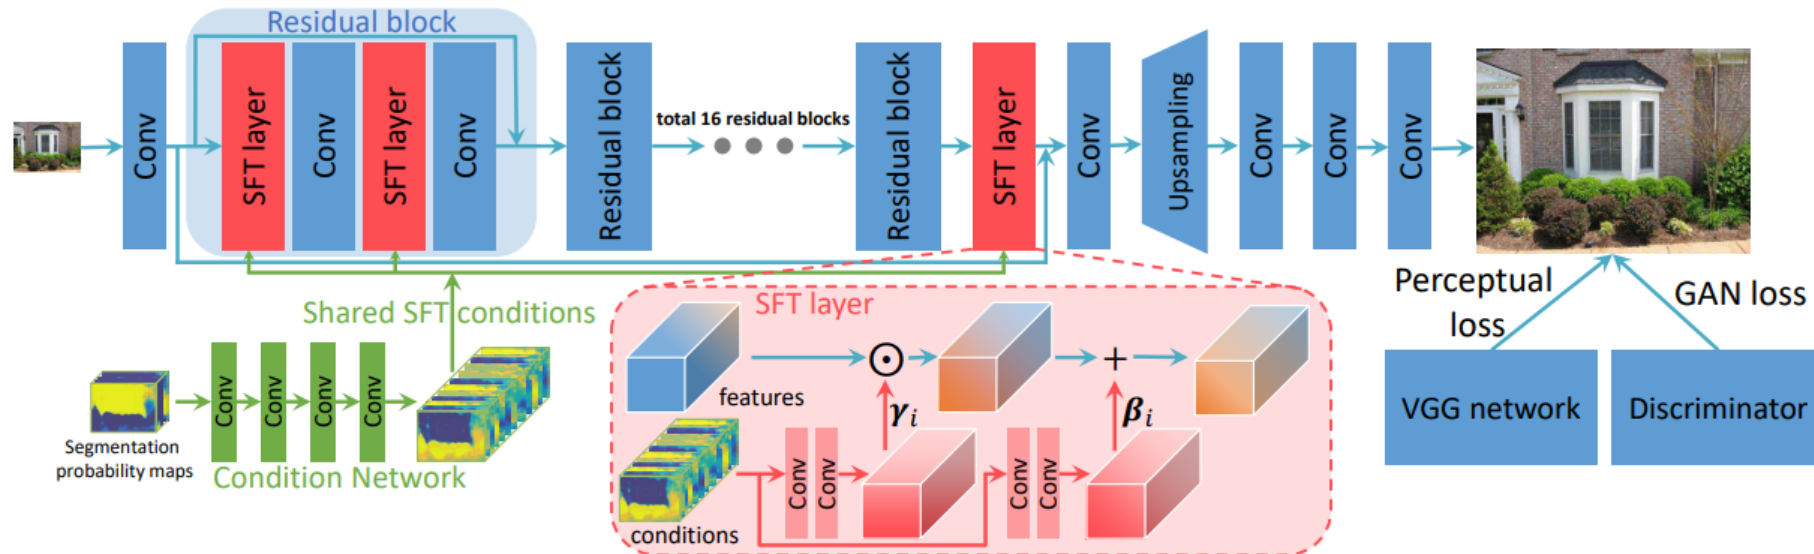 Residual block
Conv
SFT layer
Conv
SFT layer
Conv
Residual block
total 16 residual blocks
Residual block
SFT layer
Conv
Upsampling
Conv
Conv
Conv
Shared SFT conditions
Segmentation
probability maps
Conv
Conv
Conv
Conv
Condition Network
SFT layer
features
γi
+
βi
conditions
Conv
Conv
Conv
Conv
Perceptual
loss
GAN loss
VGG network
Discriminator